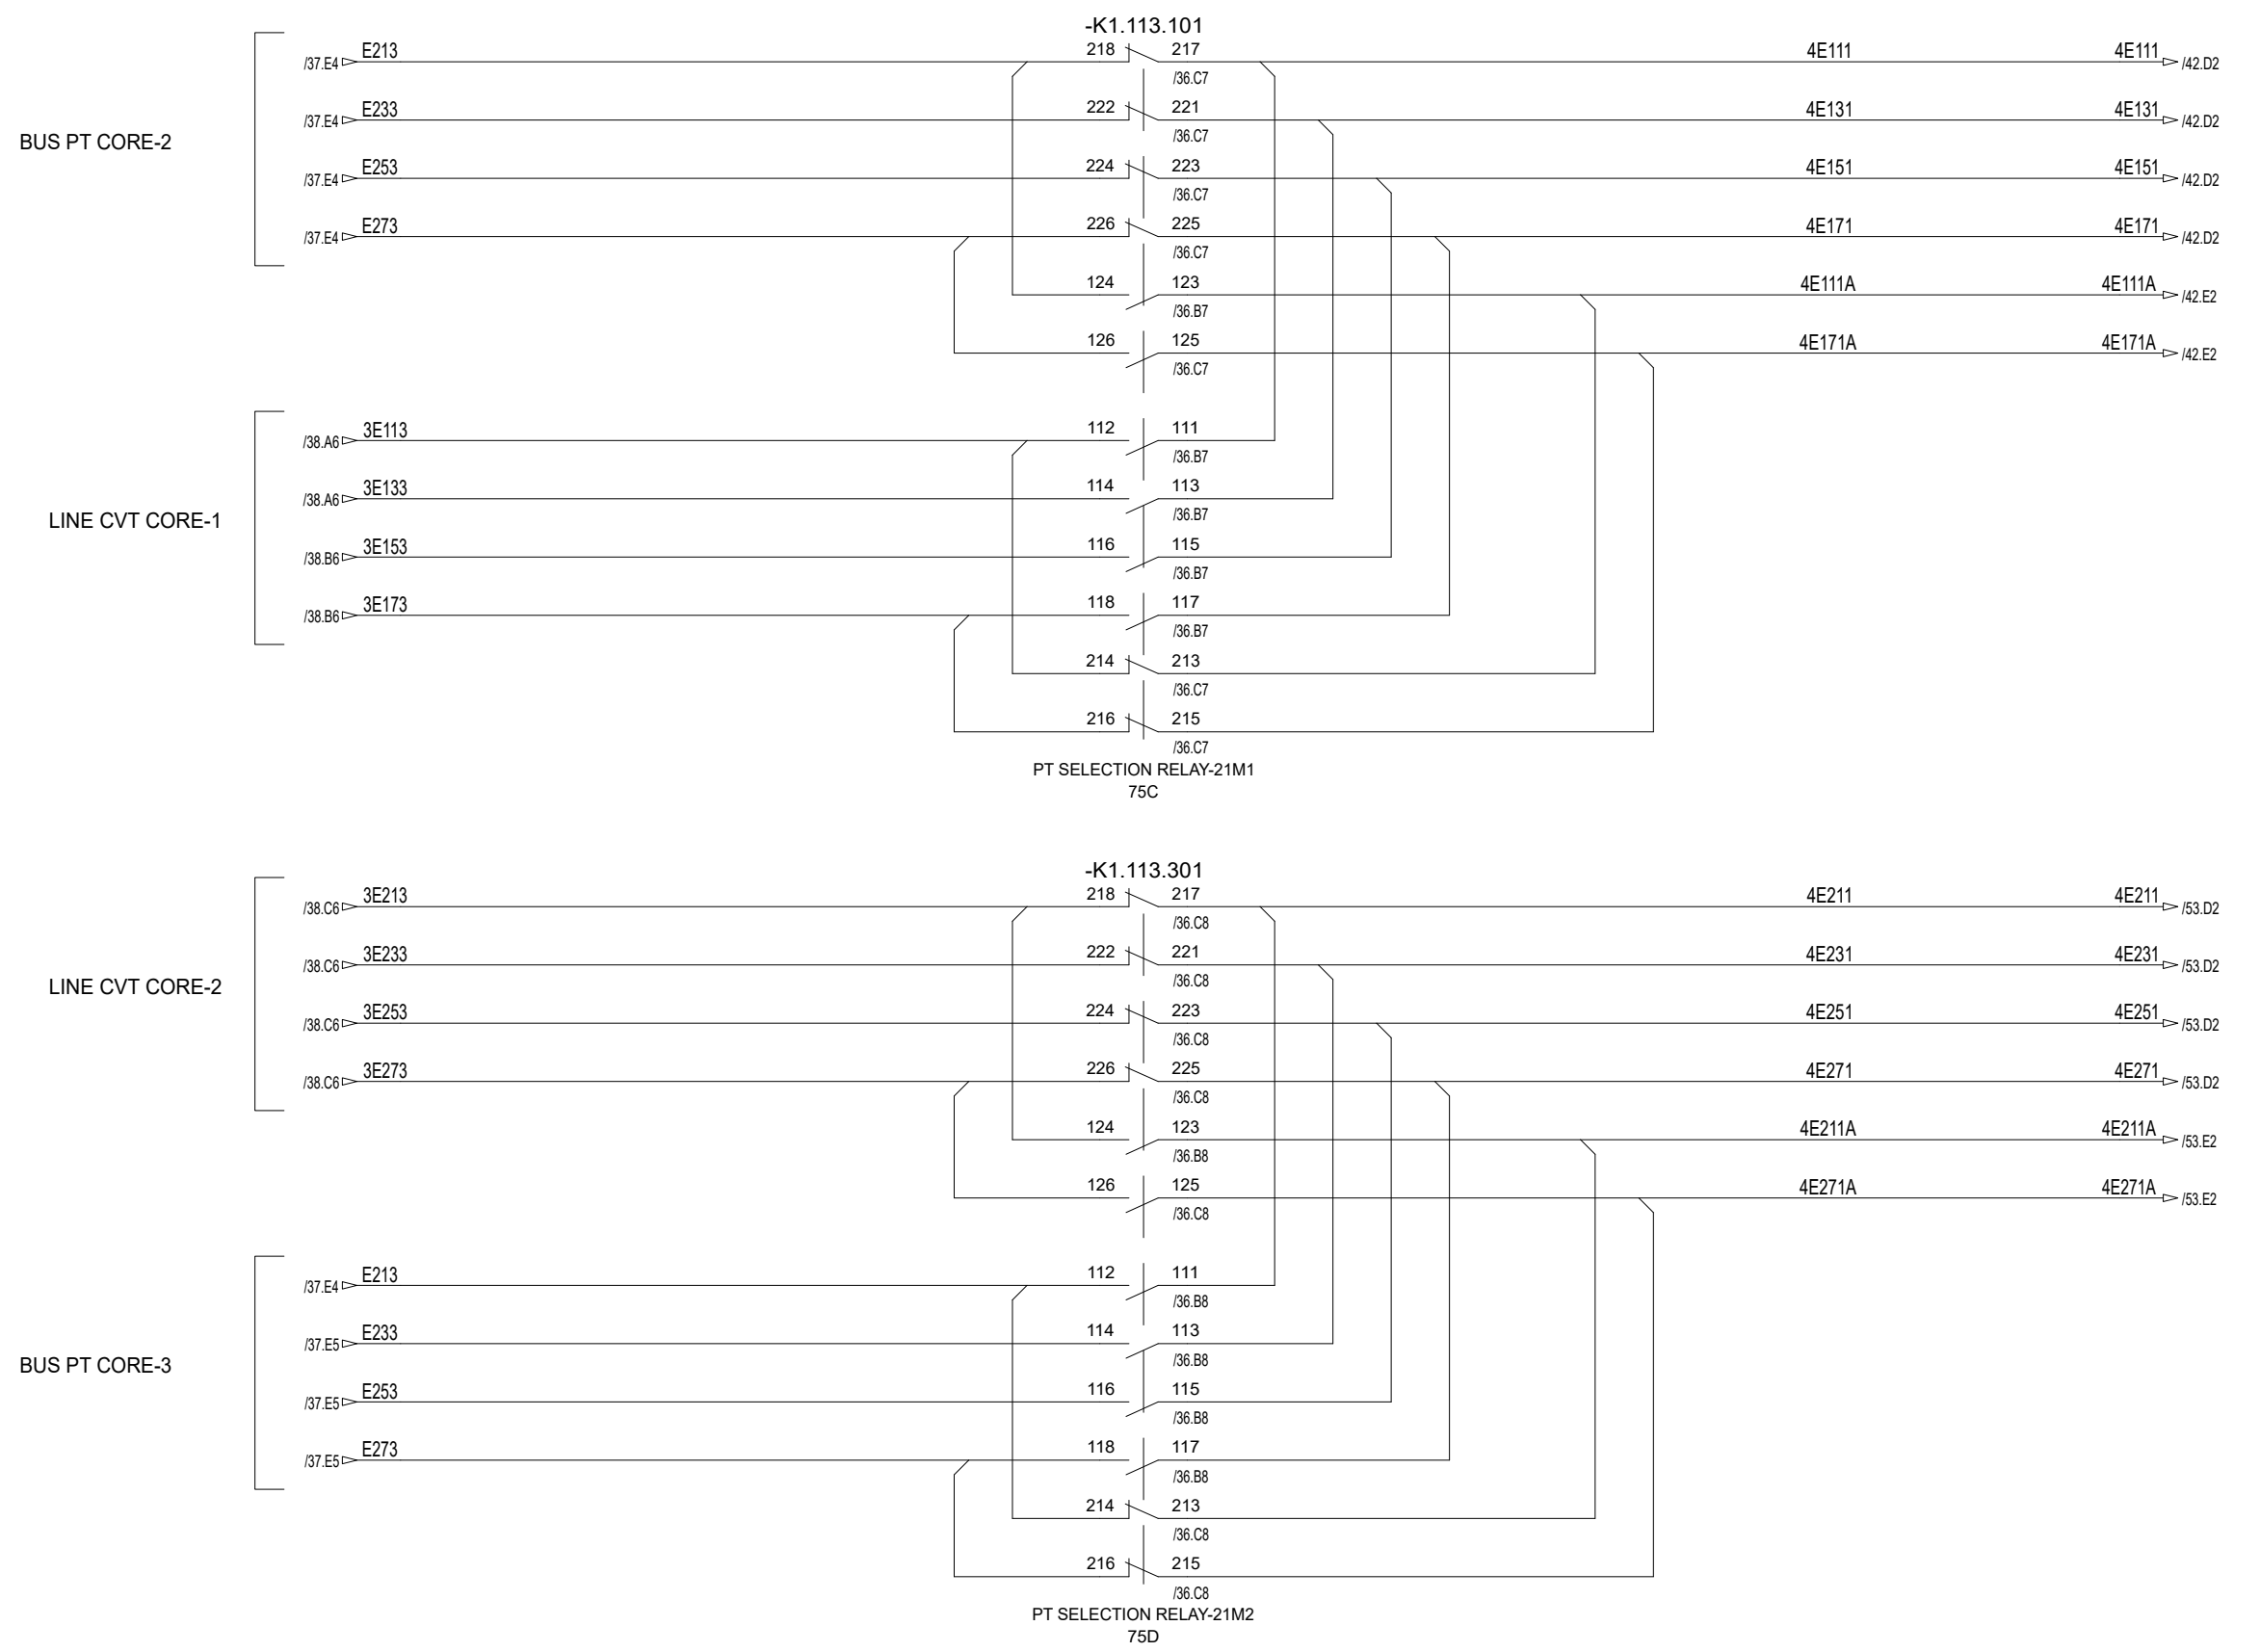 -K1.113.101
/37.E4 E213 218 217 4E111 4E111 /42.D2
/36.C7
/37.E4 E233 222 221 4E131 4E131 /42.D2
/36.C7
BUS PT CORE-2
/37.E4 E253 224 223 4E151 4E151 /42.D2
/36.C7
/37.E4 E273 226 225 4E171 4E171 /42.D2
/36.C7
124 123 4E111A 4E111A /42.E2
/36.B7
126 125 4E171A 4E171A /42.E2
/36.C7
/38.A6 3E113 112 111
/36.B7
/38.A6 3E133 114 113
/36.B7
LINE CVT CORE-1
/38.B6 3E153 116 115
/36.B7
/38.B6 3E173 118 117
/36.B7
214 213
/36.C7
216 215
/36.C7
PT SELECTION RELAY-21M1
75C
-K1.113.301
/38.C6 3E213 218 217 4E211 4E211 /53.D2
/36.C8
/38.C6 3E233 222 221 4E231 4E231 /53.D2
/36.C8
LINE CVT CORE-2
/38.C6 3E253 224 223 4E251 4E251 /53.D2
/36.C8
/38.C6 3E273 226 225 4E271 4E271 /53.D2
/36.C8
124 123 4E211A 4E211A /53.E2
/36.B8
126 125 4E271A 4E271A /53.E2
/36.C8
/37.E4 E213 112 111
/36.B8
/37.E5 E233 114 113
/36.B8
BUS PT CORE-3
/37.E5 E253 116 115
/36.B8
/37.E5 E273 118 117
/36.B8
214 213
/36.C8
216 215
/36.C8
PT SELECTION RELAY-21M2
75D